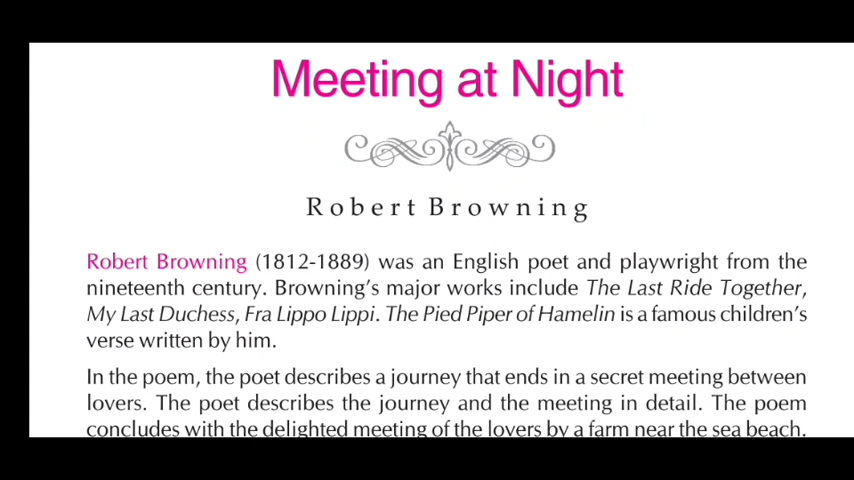 Meeting at Night
Robert Browning
Robert Browning (1812-1889) was an English poet and playwright from the
nineteenth century. Browning's major works include The Last Ride Together,
My Last Duchess, Fra Lippo Lippi. The Pied Piper of Hamelin is a famous children's
verse written by him.
In the poem, the poet describes a journey that ends in a secret meeting between
lovers. The poet describes the journey and the meeting in detail. The poem
concludes with the delighted meeting of the lovers by a farm near the sea beach.